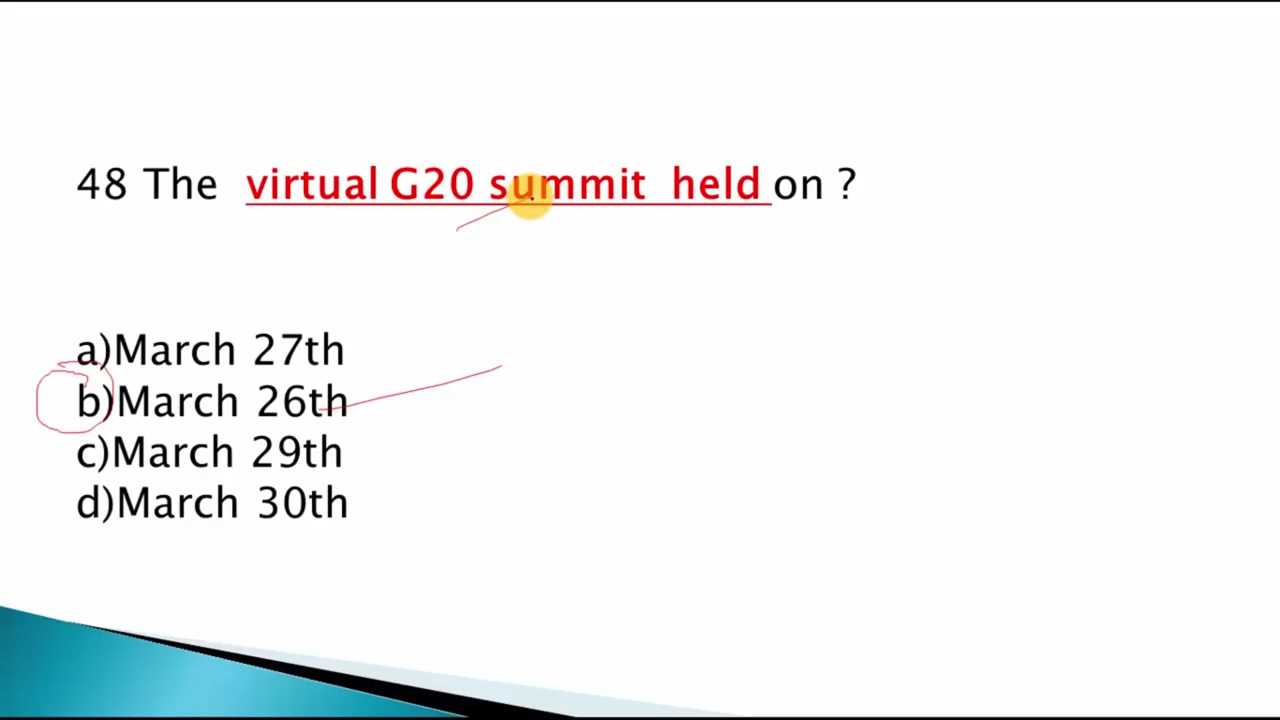 48 The virtual G20 summit held on ?
a)March 27th
b)March 26th
c)March 29th
d)March 30th